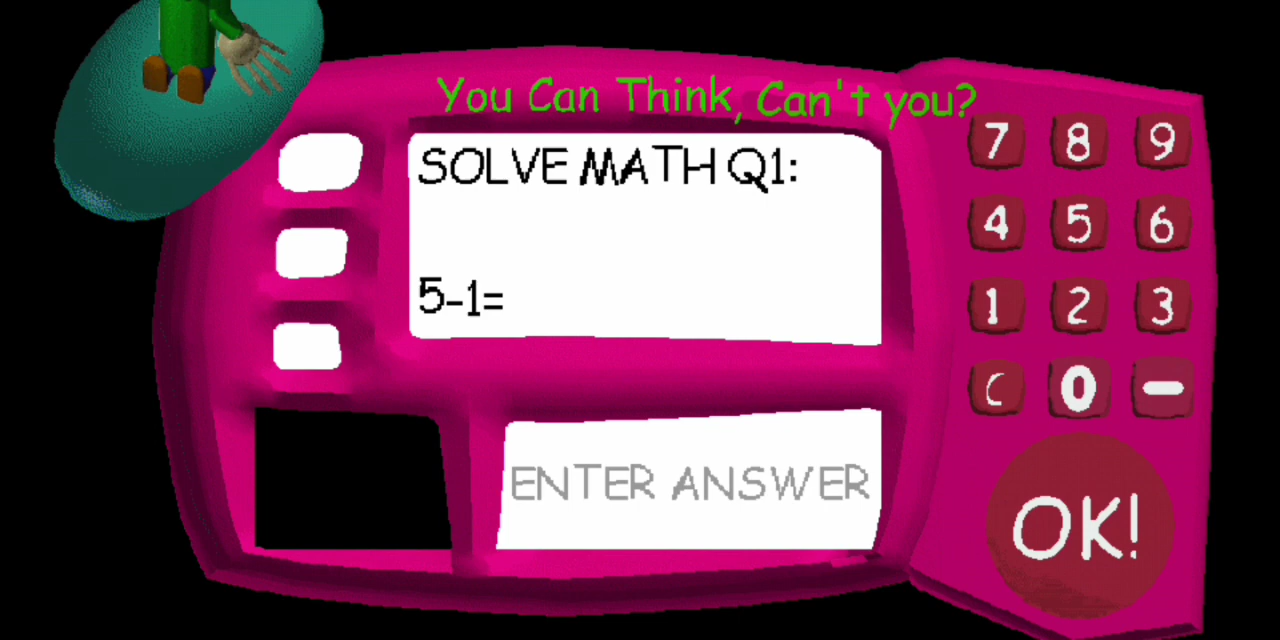 You Can Think, Can't you?
SOLVE MATH Q1:
5-1=
ENTER ANSWER
7 8 9
4 5 6
1 2 3
C 0 -
OK!